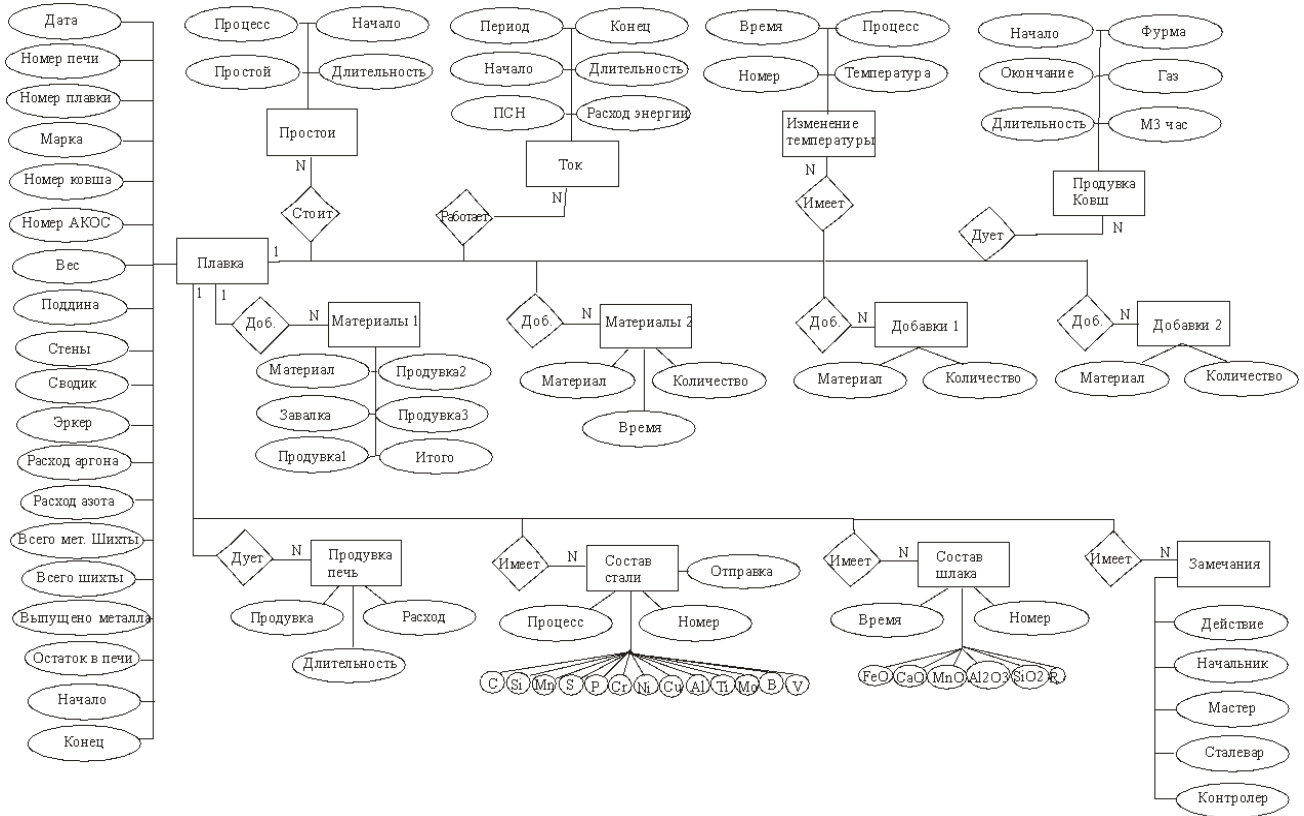 Дата
Номер печи
Номер плавки
Марка
Номер ковша
Номер АКОС
Вес
Поддина
Стены
Сводик
Эркер
Расход аргона
Расход азота
Всего мет. Шихты
Всего шихты
Выпущено металла
Остаток в печи
Начало
Конец
Плавка
1
1
1
Процесс
Начало
Простой
Длительность
Простои
N
Стоит
Период
Конец
Начало
Длительность
ПСН
Расход энергии
Ток
N
Работает
Время
Процесс
Номер
Температура
Изменение
температуры
N
Имеет
Начало
Фурма
Окончание
Газ
Длительность
М3 час
Продувка
Ковш
N
Дует
Доб.
N
Материалы 1
Материал
Продувка2
Завалка
Продувка3
Продувка1
Итого
Доб.
N
Материалы 2
Материал
Количество
Время
Доб.
N
Добавки 1
Материал
Количество
Доб.
N
Добавки 2
Материал
Количество
Дует
N
Продувка
печь
Продувка
Расход
Длительность
Имеет
N
Состав
стали
Отправка
Процесс
Номер
C
Si
Mn
S
P
Cr
Ni
Cu
Al
Ti
Mo
B
V
Имеет
N
Состав
шлака
Время
Номер
FeO
CaO
MnO
Al2O3
SiO2
R
Имеет
N
Замечания
Действие
Начальник
Мастер
Сталевар
Контролер